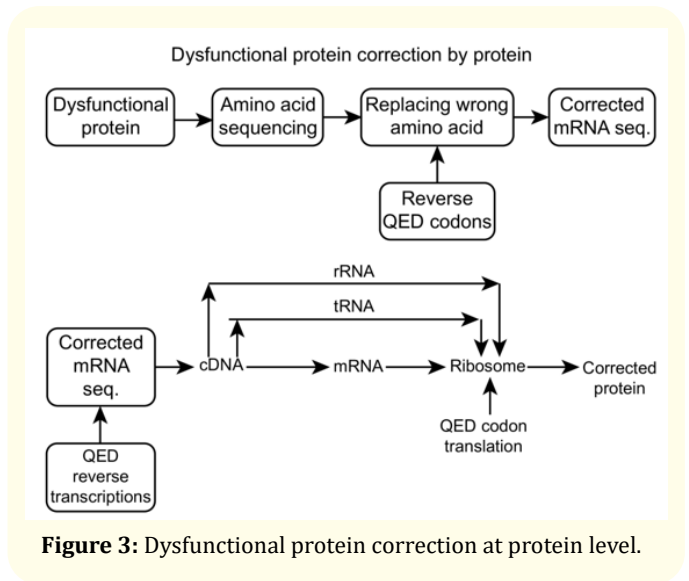 Dysfunctional protein correction by protein
Dysfunctional
protein
Amino acid
sequencing
Replacing wrong
amino acid
Corrected
mRNA seq.
Reverse
QED codons
rRNA
tRNA
Corrected
mRNA
seq.
cDNA
mRNA
Ribosome
Corrected
protein
QED codon
translation
QED
reverse
transcriptions
Figure 3: Dysfunctional protein correction at protein level.